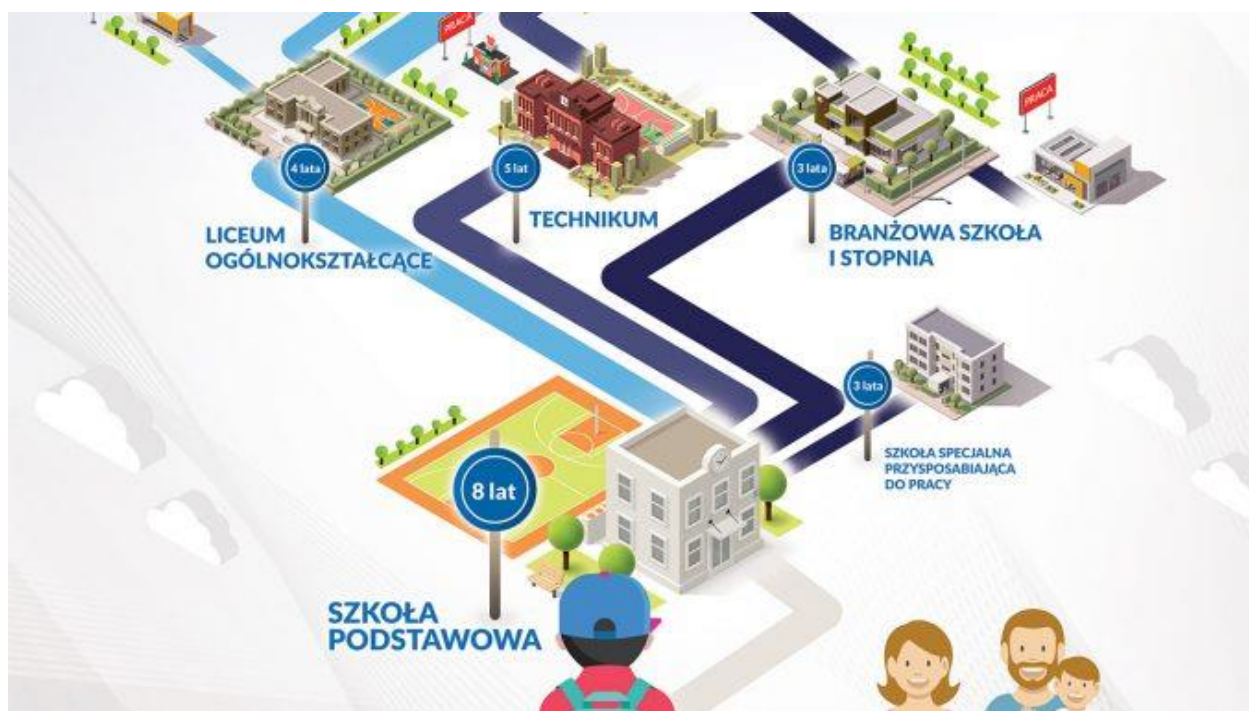 PRACA
PRACA
4 lata
5 lat
3 lata
LICEUM
OGÓLNOKSZTAŁCĄCE
TECHNIKUM
BRANŻOWA SZKOŁA
I STOPNIA
3 lata
SZKOŁA SPECJALNA
PRZYSPOSABIAJĄCA
DO PRACY
8 lat
SZKOŁA
PODSTAWOWA